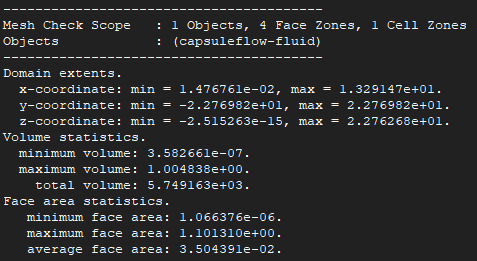 ----------------------------------------
Mesh Check Scope   : 1 Objects, 4 Face Zones, 1 Cell Zones
Objects            : (capsuleflow-fluid)
----------------------------------------
Domain extents.
  x-coordinate: min = 1.476761e-02, max = 1.329147e+01.
  y-coordinate: min = -2.276982e+01, max = 2.276982e+01.
  z-coordinate: min = -2.515263e-15, max = 2.276268e+01.
Volume statistics.
  minimum volume: 3.582661e-07.
  maximum volume: 1.004838e+00.
    total volume: 5.749163e+03.
Face area statistics.
   minimum face area: 1.066376e-06.
   maximum face area: 1.101310e+00.
   average face area: 3.504391e-02.